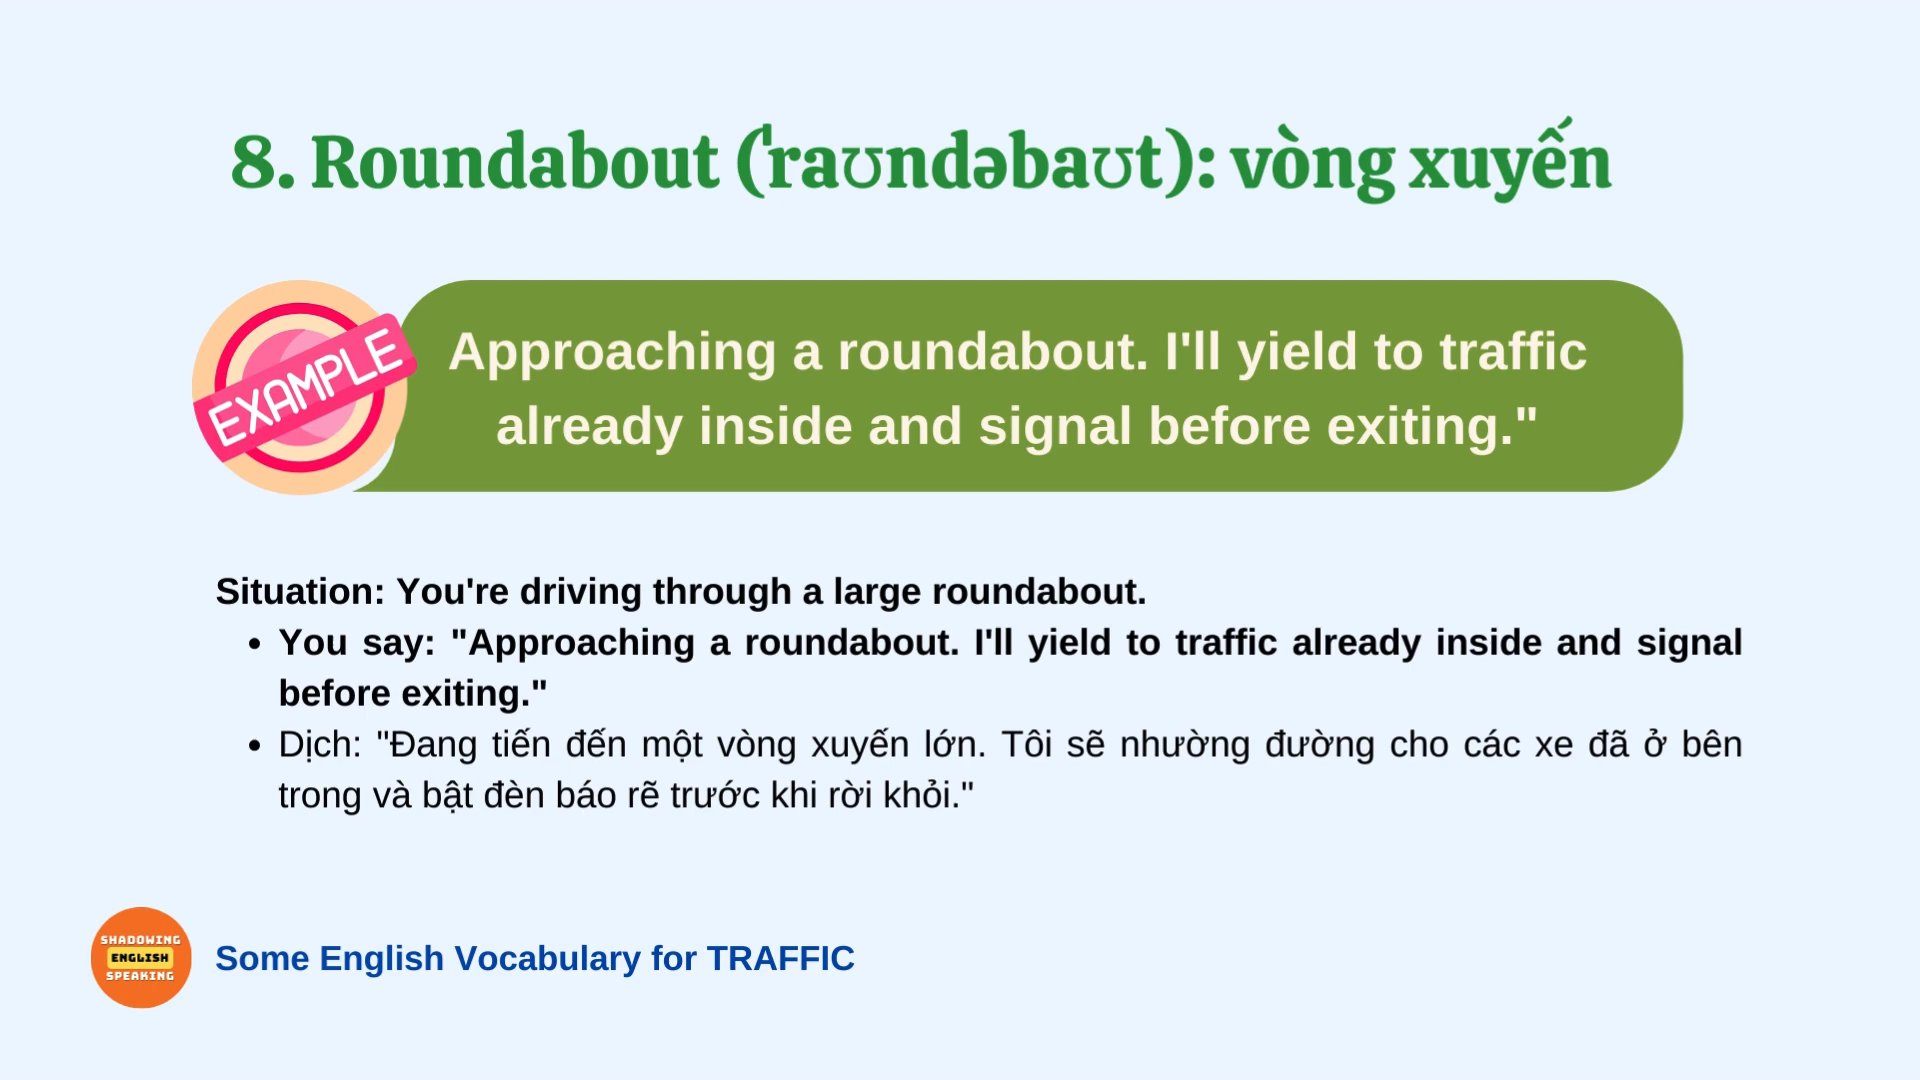 8. Roundabout (ˈraʊndəbaʊt): vòng xuyến
EXAMPLE
Approaching a roundabout. I'll yield to traffic
already inside and signal before exiting."
Situation: You're driving through a large roundabout.
• You say: "Approaching a roundabout. I'll yield to traffic already inside and signal
before exiting."
• Dịch: "Đang tiến đến một vòng xuyến lớn. Tôi sẽ nhường đường cho các xe đã ở bên
trong và bật đèn báo rẽ trước khi rời khỏi."
SHADOWING
ENGLISH
SPEAKING
Some English Vocabulary for TRAFFIC